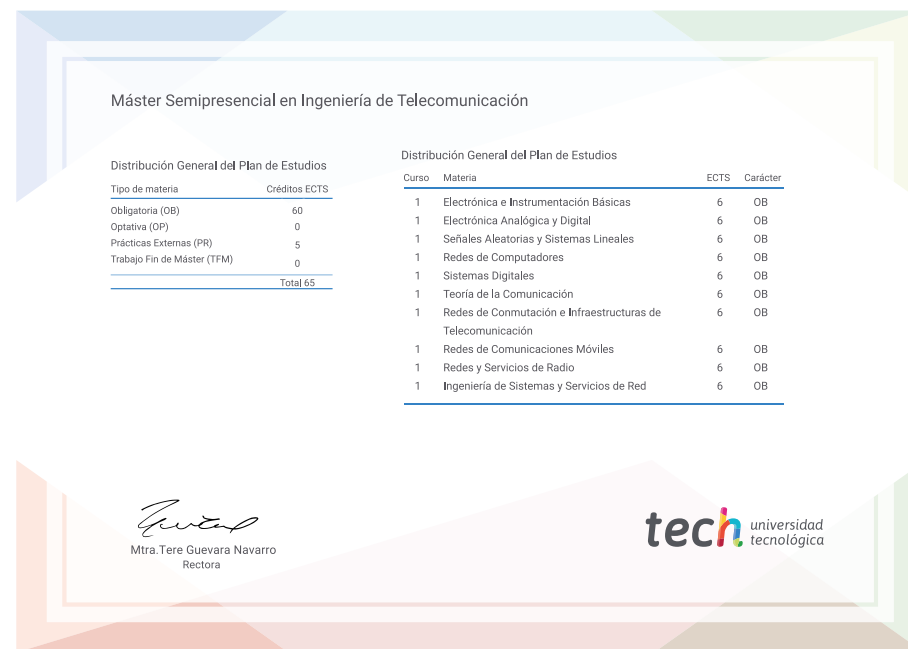 Máster Semipresencial en Ingeniería de Telecomunicación
Distribución General del Plan de Estudios
Tipo de materia Créditos ECTS
Obligatoria (OB) 60
Optativa (OP) 0
Prácticas Externas (PR) 5
Trabajo Fin de Máster (TFM) 0
Total 65
Distribución General del Plan de Estudios
Curso Materia ECTS Carácter
1 Electrónica e Instrumentación Básicas 6 OB
1 Electrónica Analógica y Digital 6 OB
1 Señales Aleatorias y Sistemas Lineales 6 OB
1 Redes de Computadores 6 OB
1 Sistemas Digitales 6 OB
1 Teoría de la Comunicación 6 OB
1 Redes de Conmutación e Infraestructuras de 6 OB
Telecomunicación
1 Redes de Comunicaciones Móviles 6 OB
1 Redes y Servicios de Radio 6 OB
1 Ingeniería de Sistemas y Servicios de Red 6 OB
Mtra.Tere Guevara Navarro
Rectora
tech universidad
tecnológica